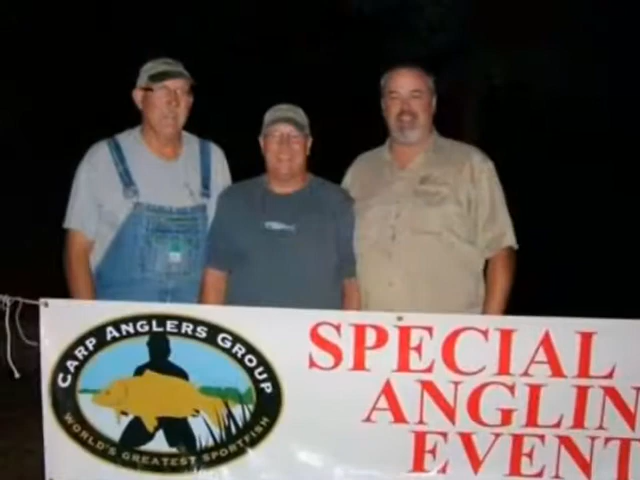 CARP ANGLERS GROUP
WORLD'S GREATEST SPORTFISH
SPECIAL
ANGLIN
EVENT